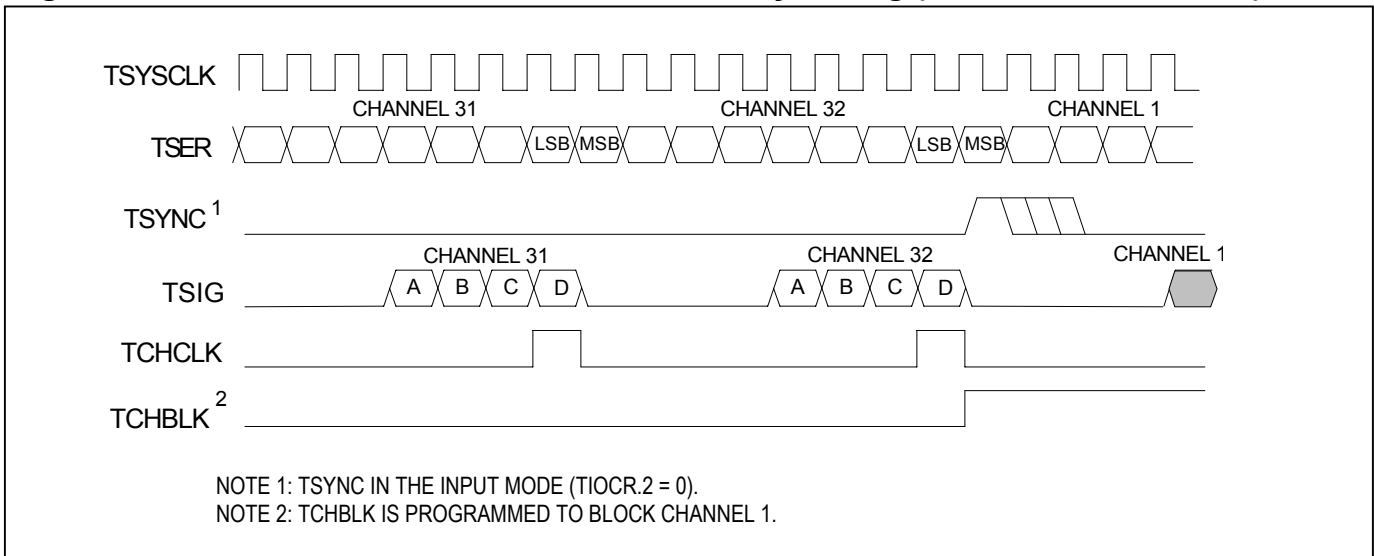 TSYSCLK
CHANNEL 31 CHANNEL 32 CHANNEL 1
TSER LSB MSB LSB MSB
TSYNC 1
CHANNEL 31 CHANNEL 32 CHANNEL 1
TSIG A B C D A B C D
TCHCLK
TCHBLK 2
NOTE 1: TSYNC IN THE INPUT MODE (TIOCR.2 = 0).
NOTE 2: TCHBLK IS PROGRAMMED TO BLOCK CHANNEL 1.